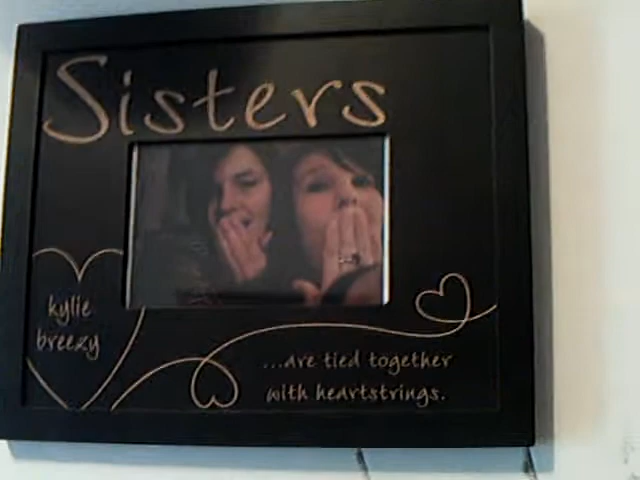 Sisters
kylie
breezy
...are tied together
with heartstrings.